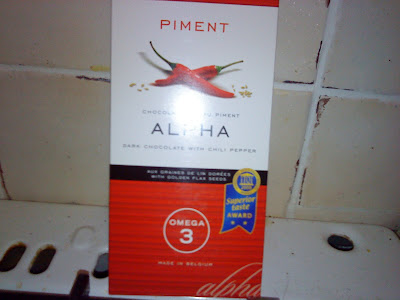 PIMENT
CHOCOLAT NOIR AU PIMENT
ALPHA
DARK CHOCOLATE WITH CHILI PEPPER
AUX GRAINES DE LIN DORÉES
WITH GOLDEN FLAX SEEDS
Superior
taste
AWARD
OMEGA
3
MADE IN BELGIUM
alpha